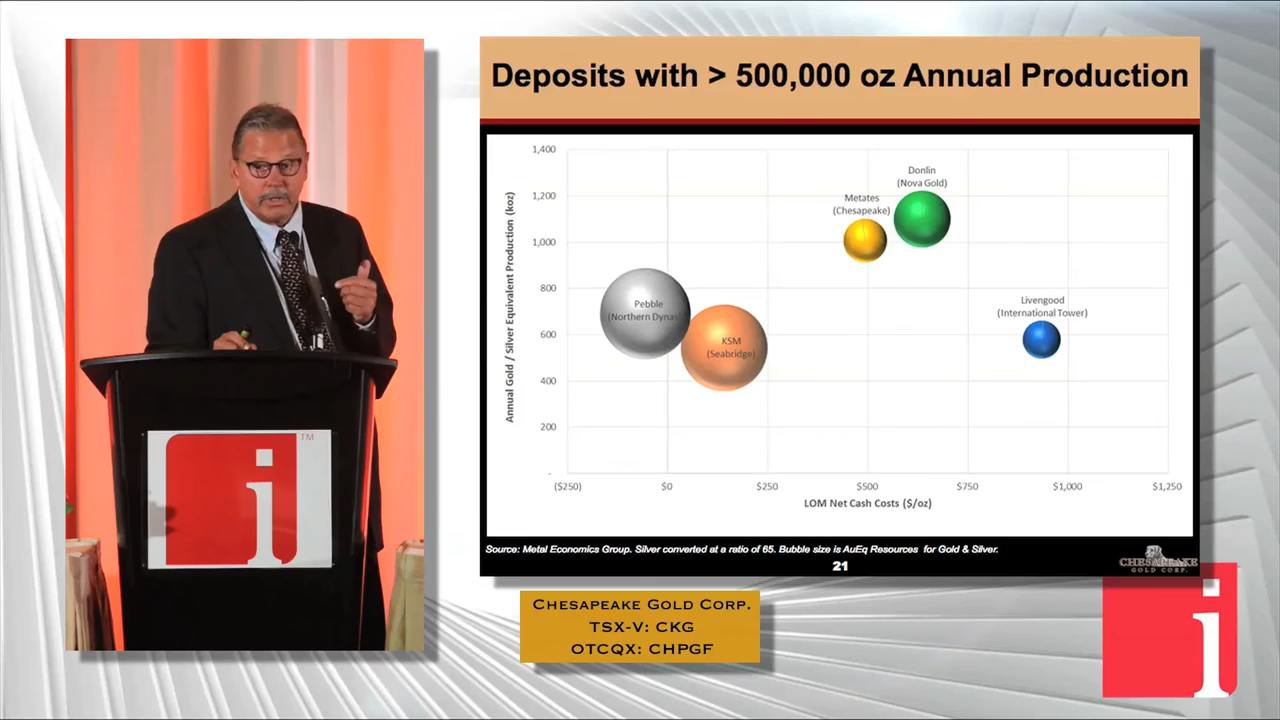 Deposits with > 500,000 oz Annual Production
1,400
1,200
1,000
800
600
400
200
-
Annual Gold / Silver Equivalent Production (koz)
Donlin
(Nova Gold)
Metates
(Chesapeake)
Pebble
(Northern Dynas
KSM
(Seabridge)
Livengood
(International Tower)
($250)
$0
$250
$500
$750
$1,000
$1,250
LOM Net Cash Costs ($/oz)
Source: Metal Economics Group. Silver converted at a ratio of 65. Bubble size is AuEq Resources for Gold & Silver.
21
CHESAPEAKE
GOLD CORP.
i
TM
CHESAPEAKE GOLD CORP.
TSX-V: CKG
OTCQX: CHPGF
i